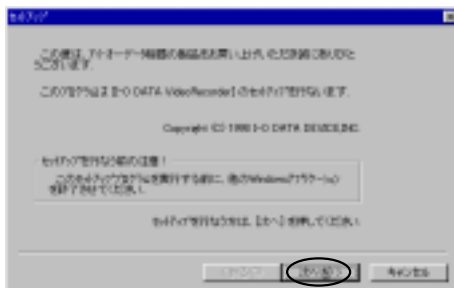 セットアップ
この度は、アイ・オー・データ機器の製品をお買い上げいただき誠にありがと
うございます。
このプログラムは I-O DATA VideoRecorder のセットアップを行ないます。
Copyright (C) 1998 I-O DATA DEVICE,INC.
セットアップを行なう前の注意!
このセットアッププログラムを実行する前に、他のWindowsアプリケーション
を終了させてください。
セットアップを行なう方は、[次へ]を押してください。
次へ
キャンセル